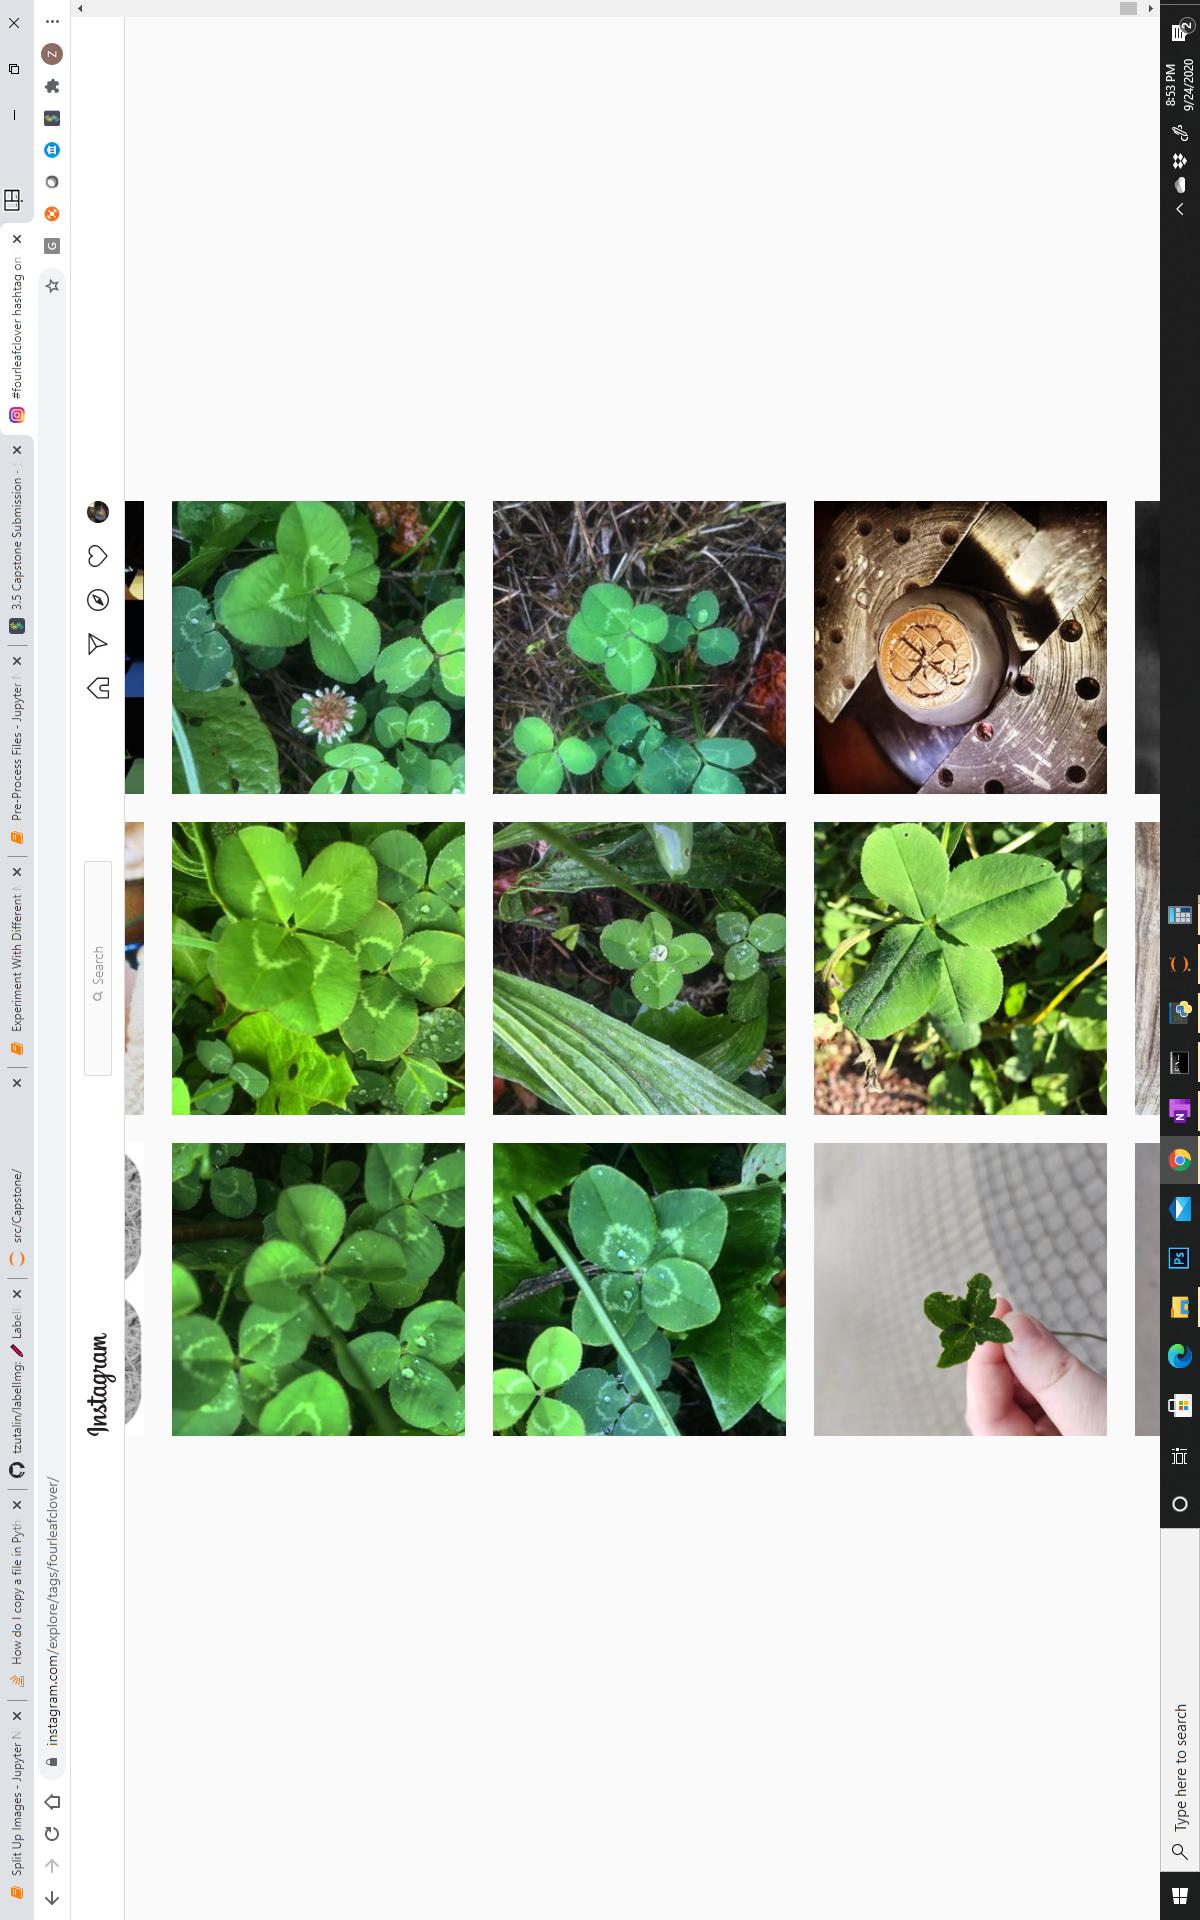 Split Up Images - Jupyter N
How do I copy a file in Pyth
tzutalin/labelImg: Labell
src/Capstone/
Experiment With Different
Pre-Process Files - Jupyter
3.5 Capstone Submission -
#fourleafclover hashtag on
instagram.com/explore/tags/fourleafclover/
G
Z
Instagram
Search
Type here to search
Ps
N
8:53 PM
9/24/2020
2